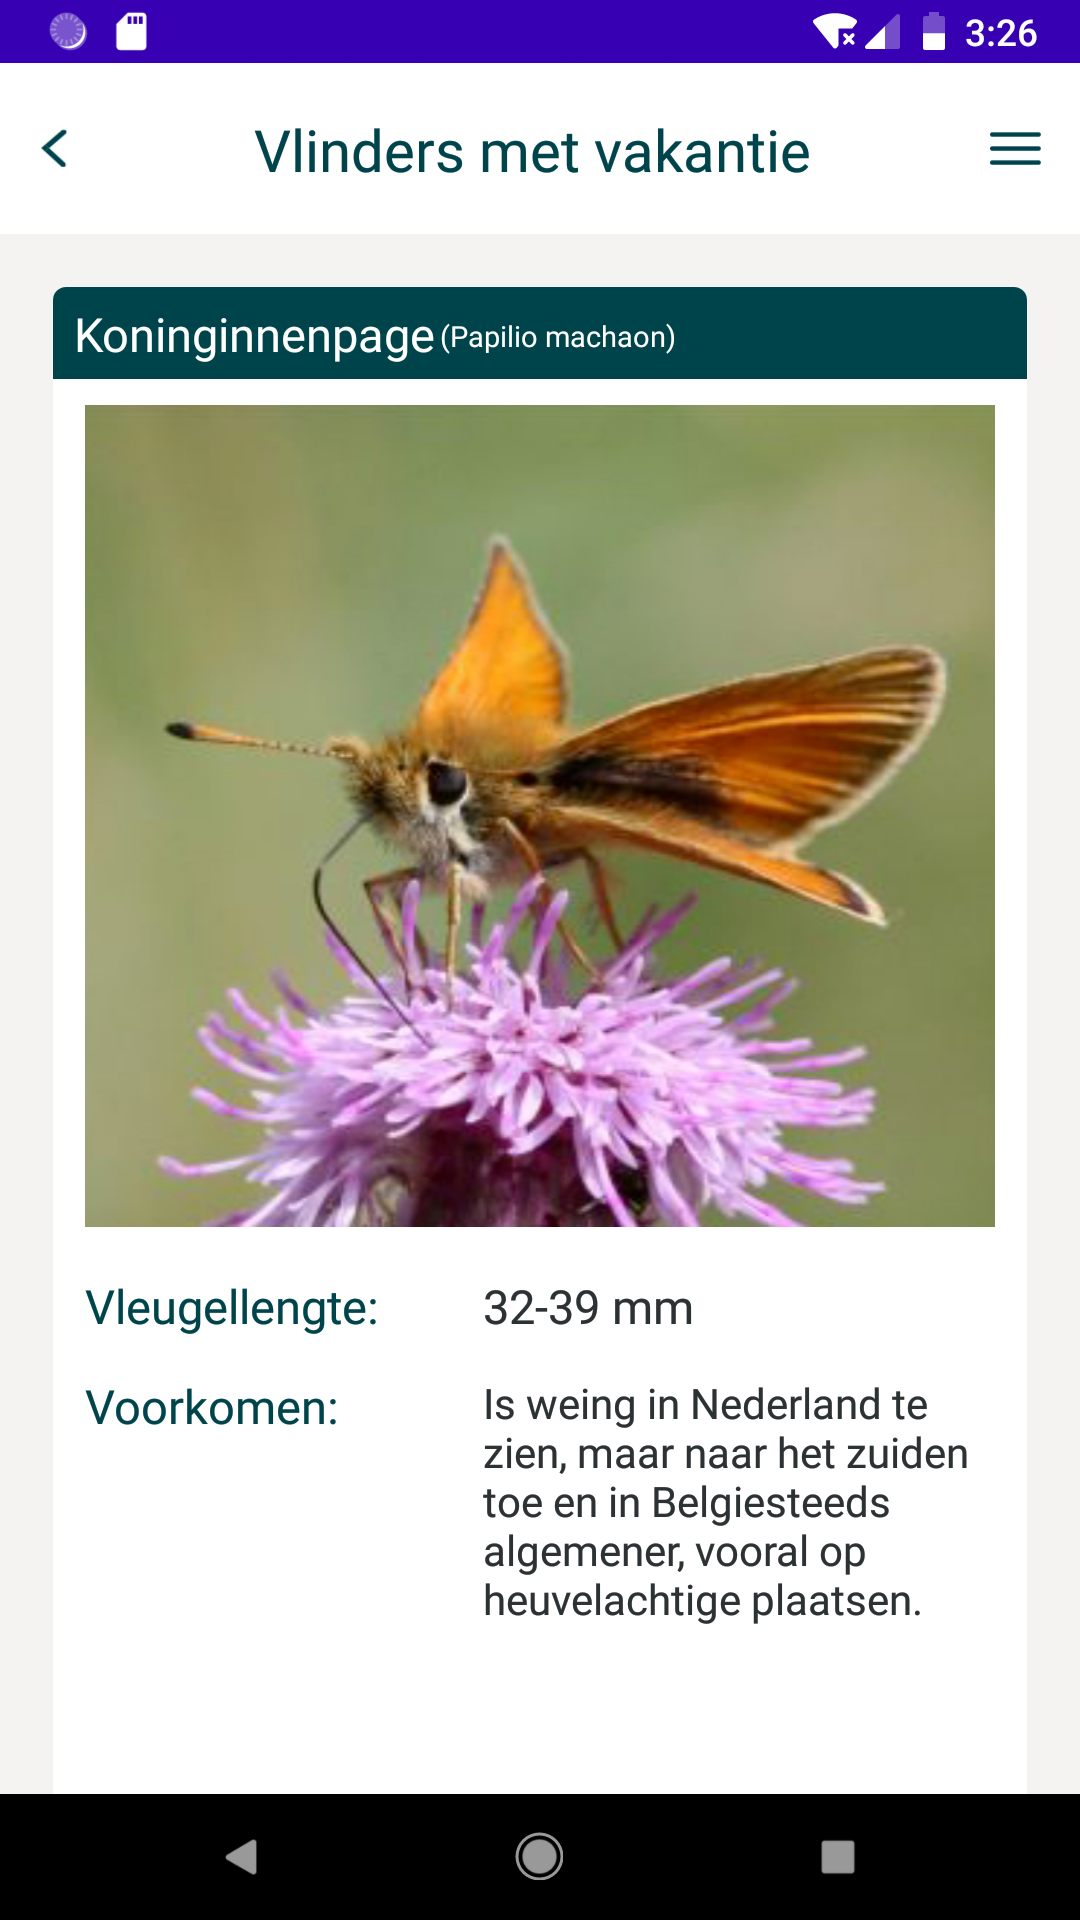 3:26
Vlinders met vakantie
Koninginnenpage (Papilio machaon)
Vleugellengte: 32-39 mm
Voorkomen: Is weing in Nederland te
zien, maar naar het zuiden
toe en in Belgiesteeds
algemener, vooral op
heuvelachtige plaatsen.